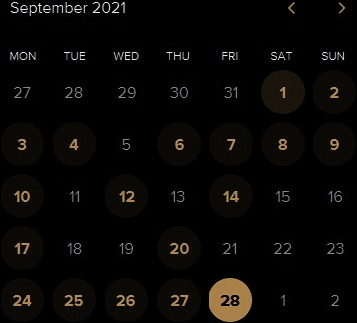 September 2021 < >
MON TUE WED THU FRI SAT SUN
27 28 29 30 31 1 2
3 4 5 6 7 8 9
10 11 12 13 14 15 16
17 18 19 20 21 22 23
24 25 26 27 28 1 2